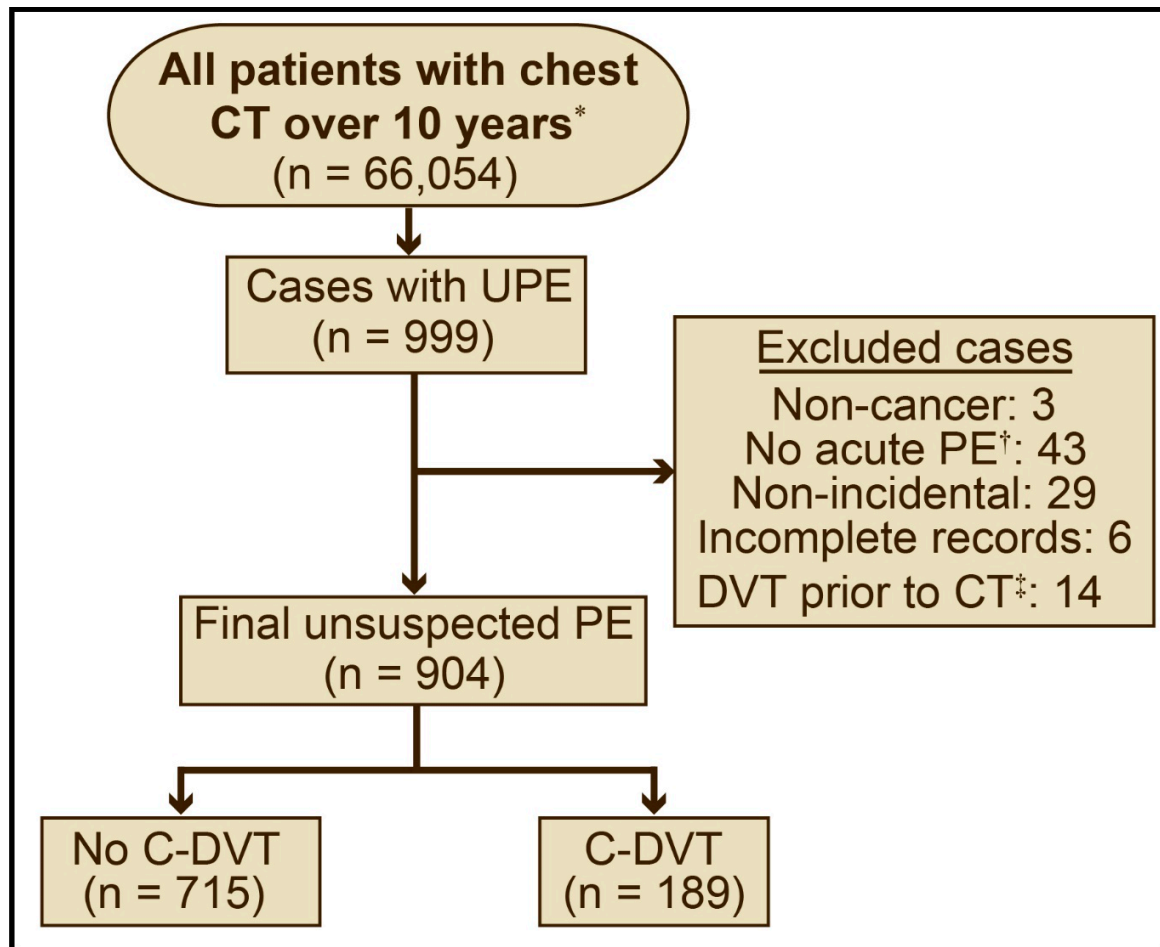 All patients with chest
CT over 10 years*
(n = 66,054)
Cases with UPE
(n = 999)
Excluded cases
Non-cancer: 3
No acute PE†: 43
Non-incidental: 29
Incomplete records: 6
DVT prior to CT‡: 14
Final unsuspected PE
(n = 904)
No C-DVT
(n = 715)
C-DVT
(n = 189)